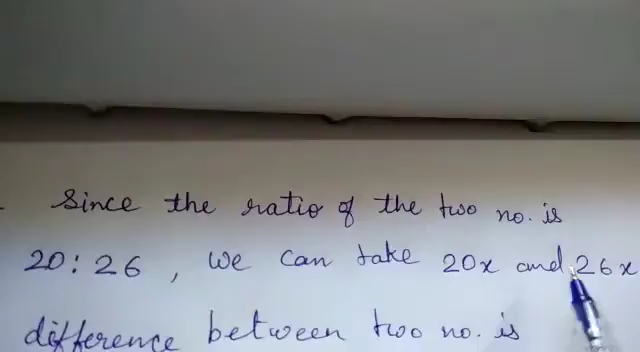 Since the ratio of the two no. is
20:26, we can take 20x and 26x
difference between two no. is